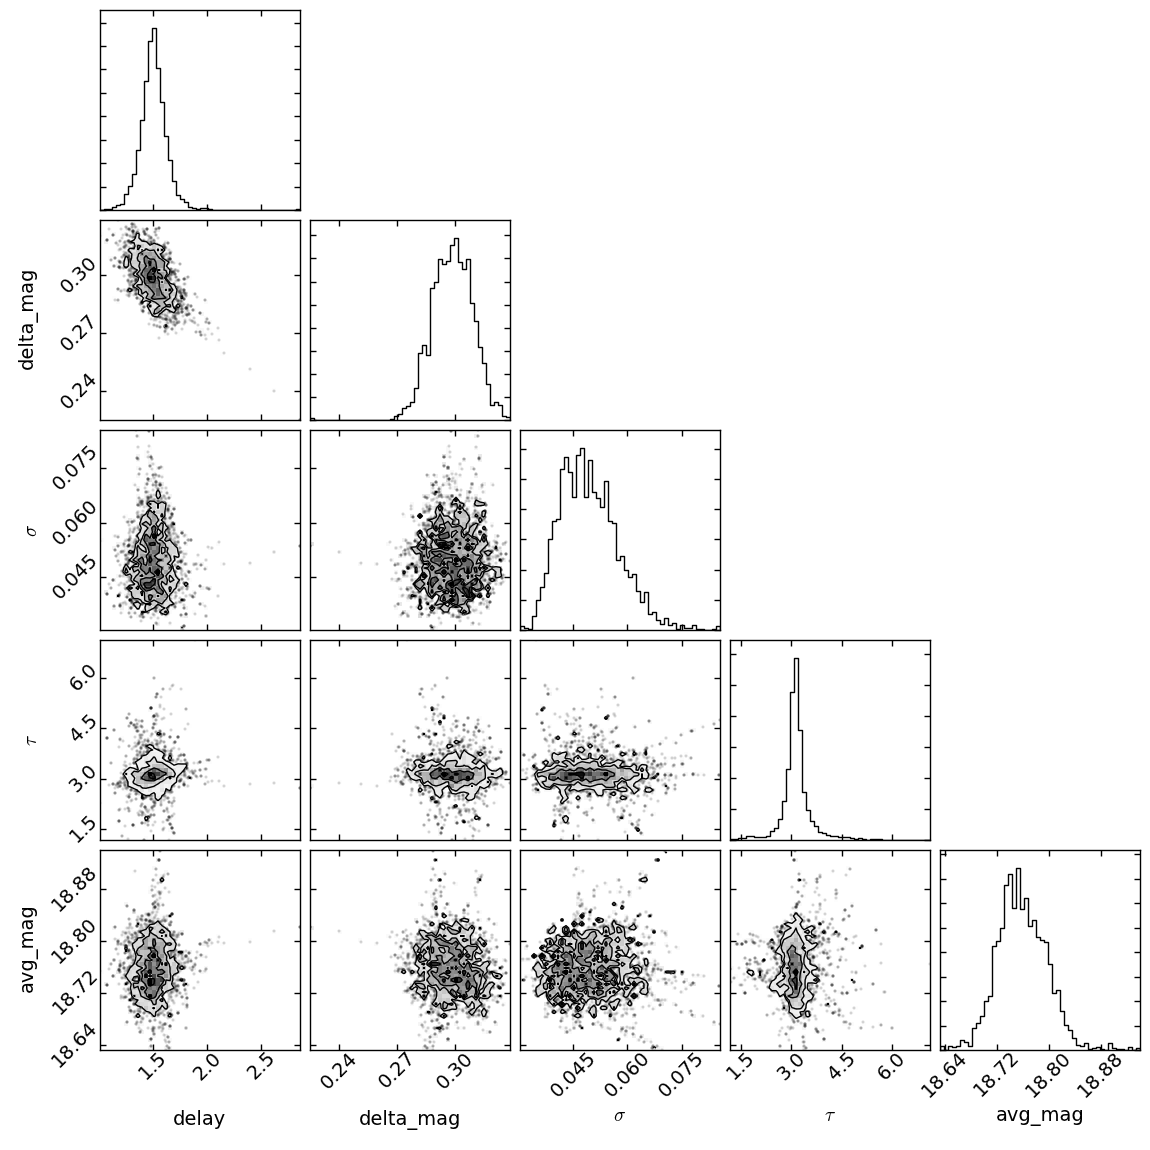 delta_mag
0.30
0.27
0.24
σ
0.075
0.060
0.045
τ
6.0
4.5
3.0
1.5
avg_mag
18.88
18.80
18.72
18.64
1.5 2.0 2.5
0.24 0.27 0.30
0.045 0.060 0.075
1.5 3.0 4.5 6.0
18.64 18.72 18.80 18.88
delay delta_mag σ τ avg_mag